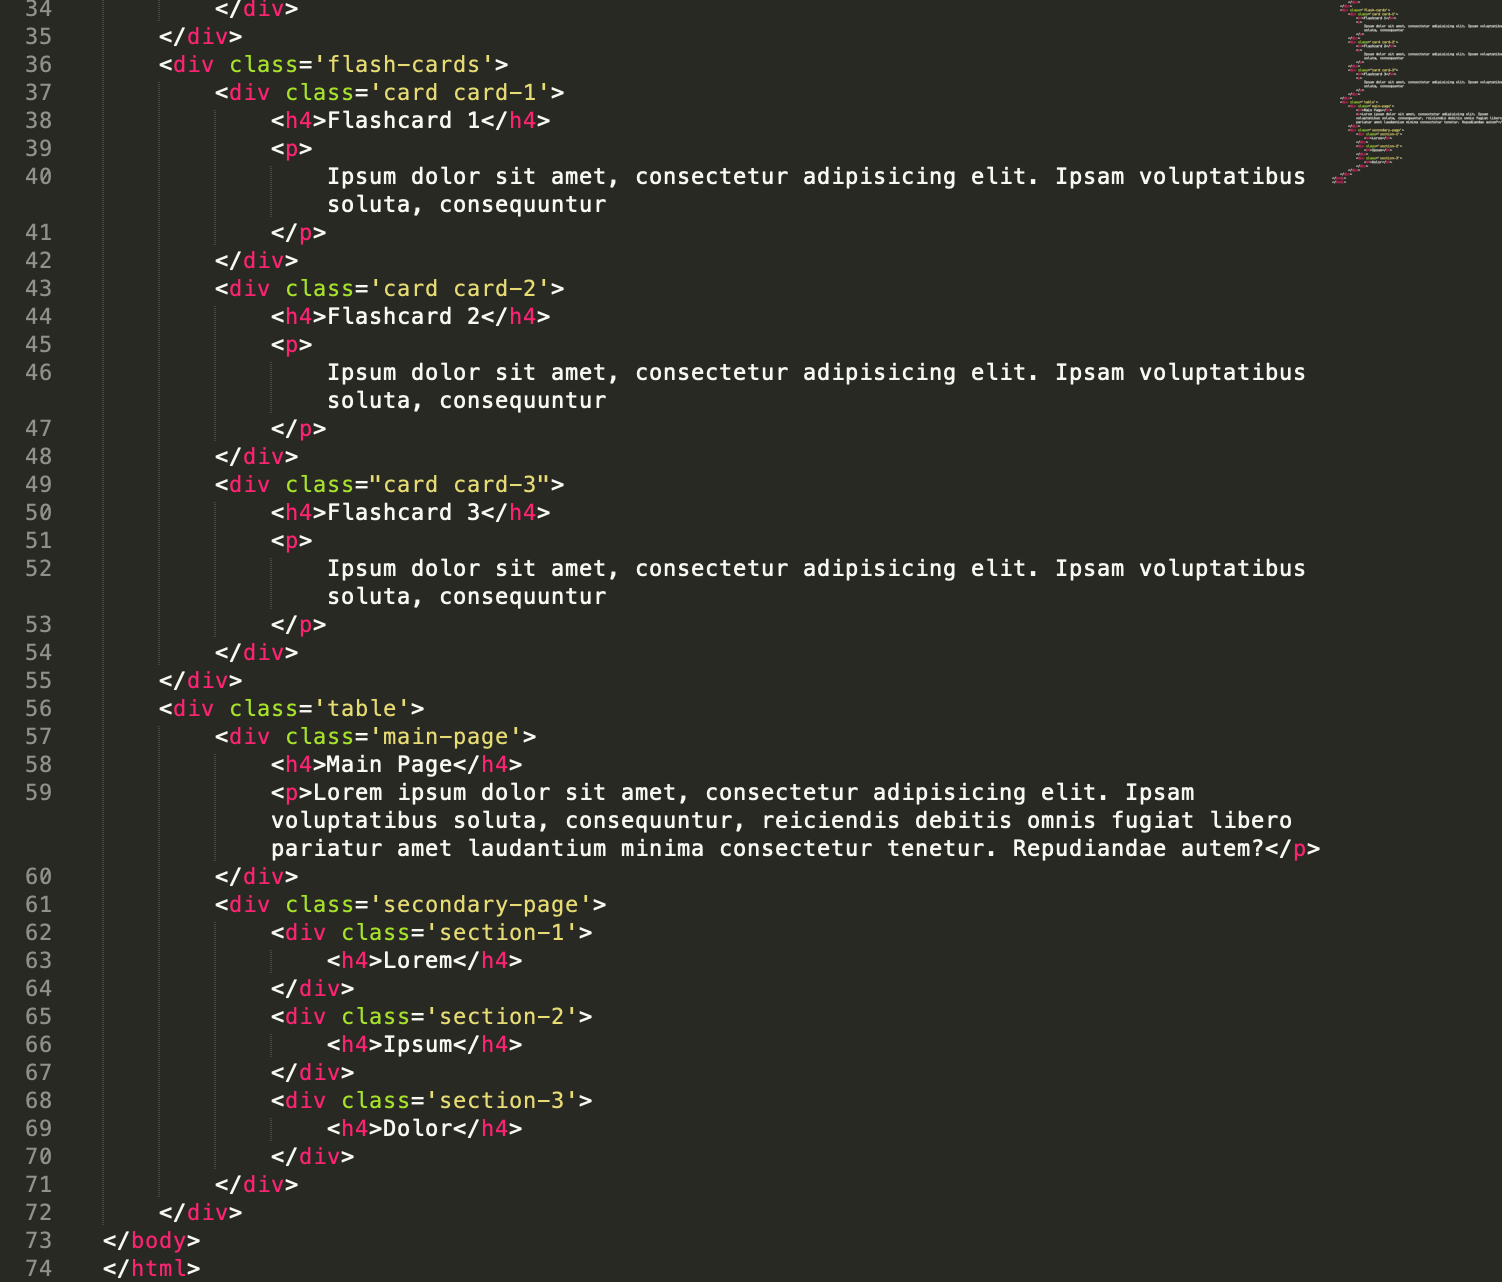 34 </div>
35 </div>
36 <div class='flash-cards'>
37 <div class='card card-1'>
38 <h4>Flashcard 1</h4>
39 <p>
40 Ipsum dolor sit amet, consectetur adipisicing elit. Ipsam voluptatibus
soluta, consequuntur
41 </p>
42 </div>
43 <div class='card card-2'>
44 <h4>Flashcard 2</h4>
45 <p>
46 Ipsum dolor sit amet, consectetur adipisicing elit. Ipsam voluptatibus
soluta, consequuntur
47 </p>
48 </div>
49 <div class="card card-3">
50 <h4>Flashcard 3</h4>
51 <p>
52 Ipsum dolor sit amet, consectetur adipisicing elit. Ipsam voluptatibus
soluta, consequuntur
53 </p>
54 </div>
55 </div>
56 <div class='table'>
57 <div class='main-page'>
58 <h4>Main Page</h4>
59 <p>Lorem ipsum dolor sit amet, consectetur adipisicing elit. Ipsam
voluptatibus soluta, consequuntur, reiciendis debitis omnis fugiat libero
pariatur amet laudantium minima consectetur tenetur. Repudiandae autem?</p>
60 </div>
61 <div class='secondary-page'>
62 <div class='section-1'>
63 <h4>Lorem</h4>
64 </div>
65 <div class='section-2'>
66 <h4>Ipsum</h4>
67 </div>
68 <div class='section-3'>
69 <h4>Dolor</h4>
70 </div>
71 </div>
72 </div>
73 </body>
74 </html>